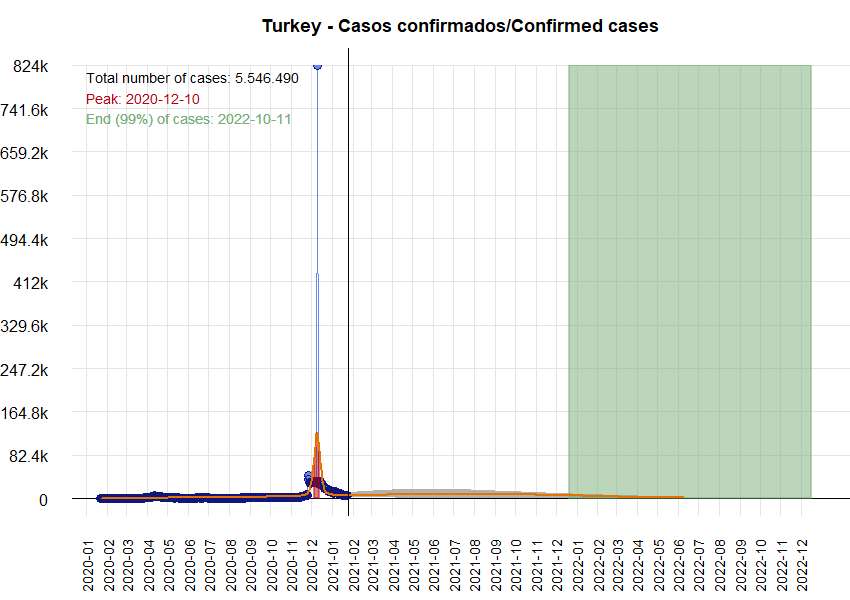 Turkey - Casos confirmados/Confirmed cases
824k
Total number of cases: 5.546.490
Peak: 2020-12-10
End (99%) of cases: 2022-10-11
741.6k
659.2k
576.8k
494.4k
412k
329.6k
247.2k
164.8k
82.4k
0
2020-01
2020-02
2020-03
2020-04
2020-05
2020-06
2020-07
2020-08
2020-09
2020-10
2020-11
2020-12
2021-01
2021-02
2021-03
2021-04
2021-05
2021-06
2021-07
2021-08
2021-09
2021-10
2021-11
2021-12
2022-01
2022-02
2022-03
2022-04
2022-05
2022-06
2022-07
2022-08
2022-09
2022-10
2022-11
2022-12